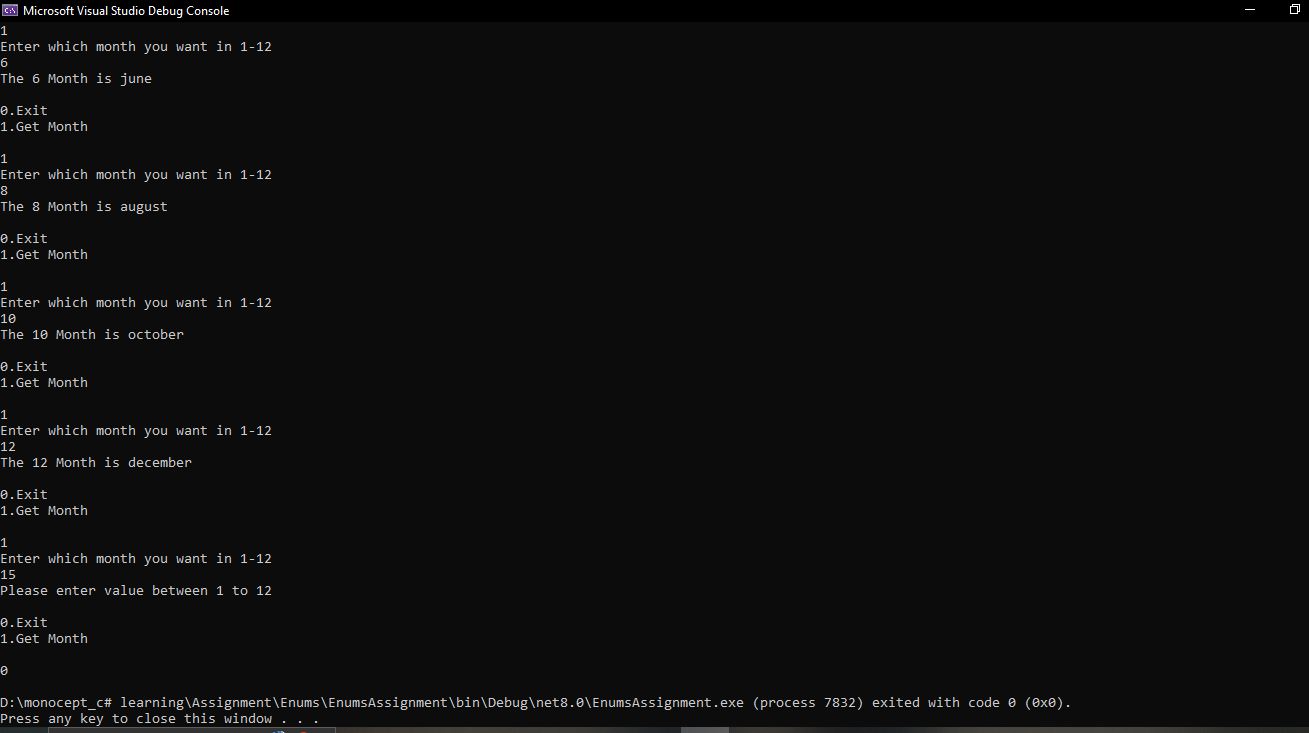 Microsoft Visual Studio Debug Console
1
Enter which month you want in 1-12
6
The 6 Month is june
0.Exit
1.Get Month
1
Enter which month you want in 1-12
8
The 8 Month is august
0.Exit
1.Get Month
1
Enter which month you want in 1-12
10
The 10 Month is october
0.Exit
1.Get Month
1
Enter which month you want in 1-12
12
The 12 Month is december
0.Exit
1.Get Month
1
Enter which month you want in 1-12
15
Please enter value between 1 to 12
0.Exit
1.Get Month
0
D:\monocept_c# learning\Assignment\Enums\EnumsAssignment\bin\Debug\net8.0\EnumsAssignment.exe (process 7832) exited with code 0 (0x0).
Press any key to close this window . . .